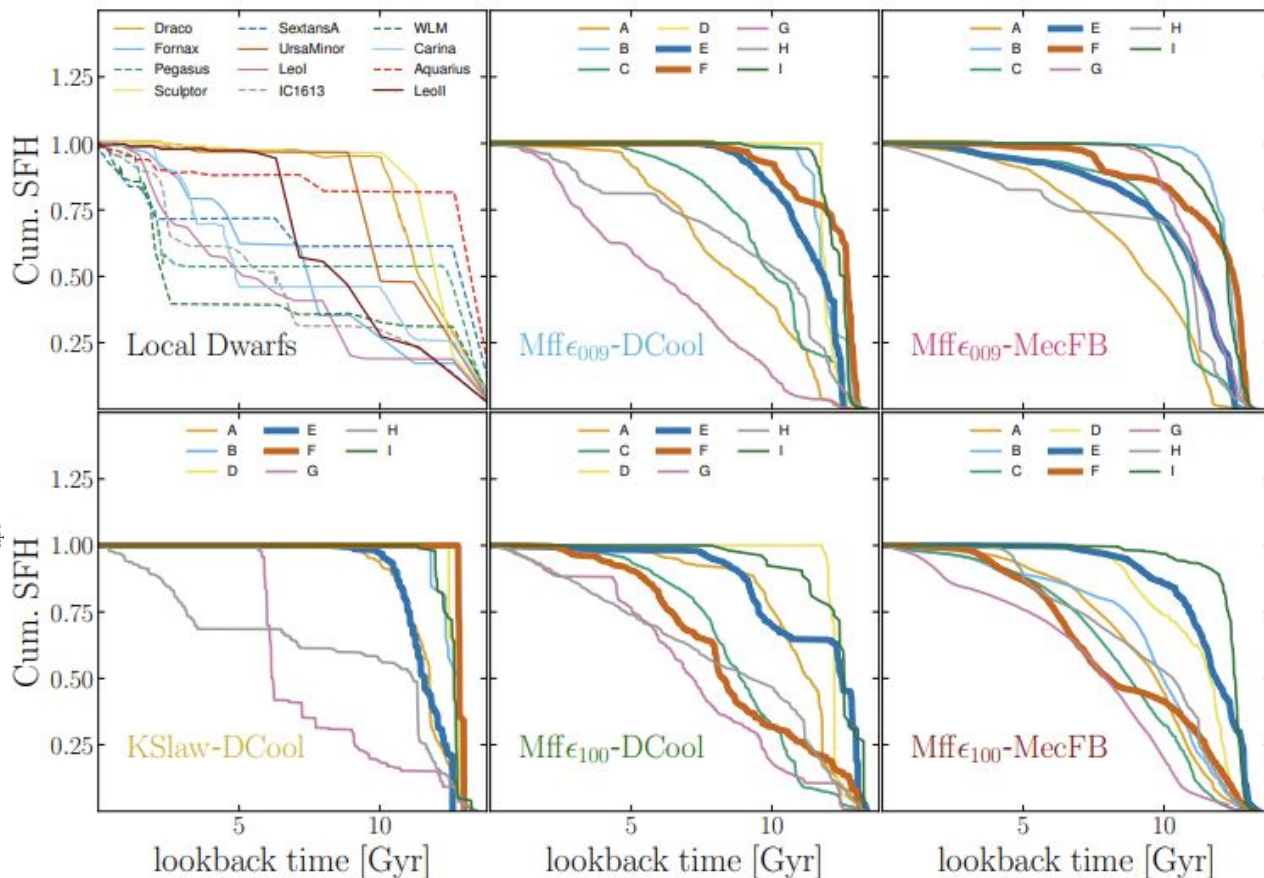 Draco SextansA WLM
Fornax UrsaMinor Carina
Pegasus LeoI Aquarius
Sculptor IC1613 LeoII
1.25
1.00
0.75
0.50
0.25
Cum. SFH
Local Dwarfs
A D G
B E H
C F I
Mffϵ009-DCool
A E H
B F I
C G
Mffϵ009-MecFB
A E H
B F I
D G
1.25
1.00
0.75
0.50
0.25
Cum. SFH
KSlaw-DCool
5 10
lookback time [Gyr]
A E H
C F I
D G
Mffϵ100-DCool
5 10
lookback time [Gyr]
A D G
B E H
C F I
Mffϵ100-MecFB
5 10
lookback time [Gyr]